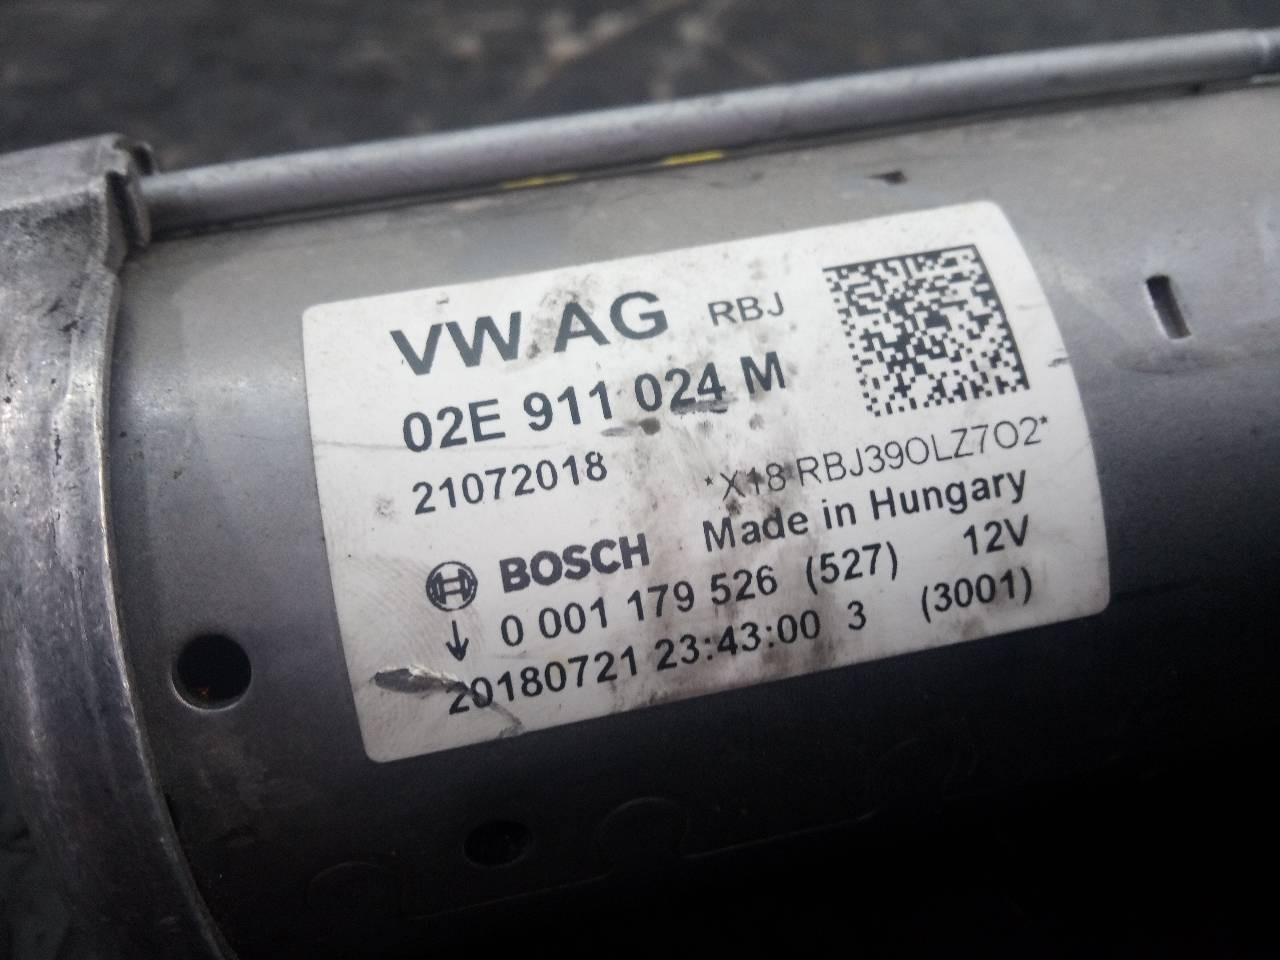 VW AG RBJ
02E 911 024 M
21072018 *X18 RBJ390LZ702*
BOSCH Made in Hungary
0 001 179 526 (527) 12V
20180721 23:43:00 3 (3001)